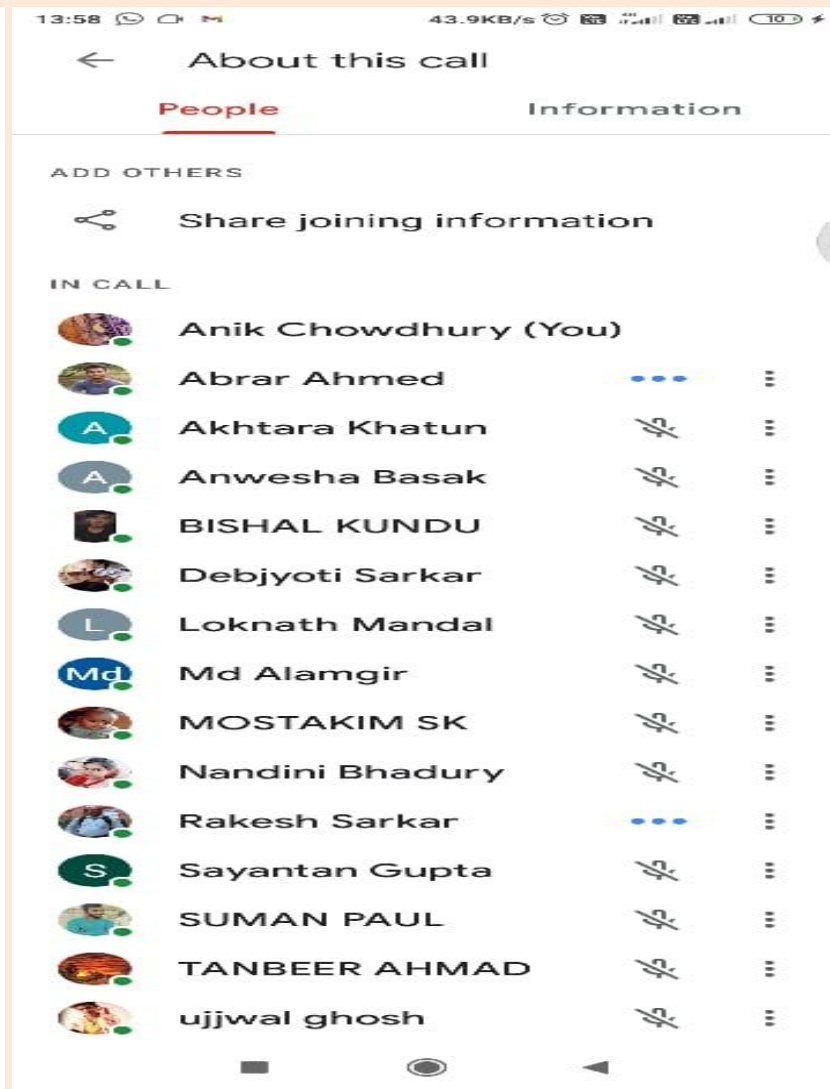 13:58 43.9KB/s 10
About this call
People Information
ADD OTHERS
Share joining information
IN CALL
Anik Chowdhury (You)
Abrar Ahmed
A Akhtara Khatun
A Anwesha Basak
BISHAL KUNDU
Debjyoti Sarkar
L Loknath Mandal
Md Md Alamgir
MOSTAKIM SK
Nandini Bhadury
Rakesh Sarkar
S Sayantan Gupta
SUMAN PAUL
TANBEER AHMAD
ujjwal ghosh